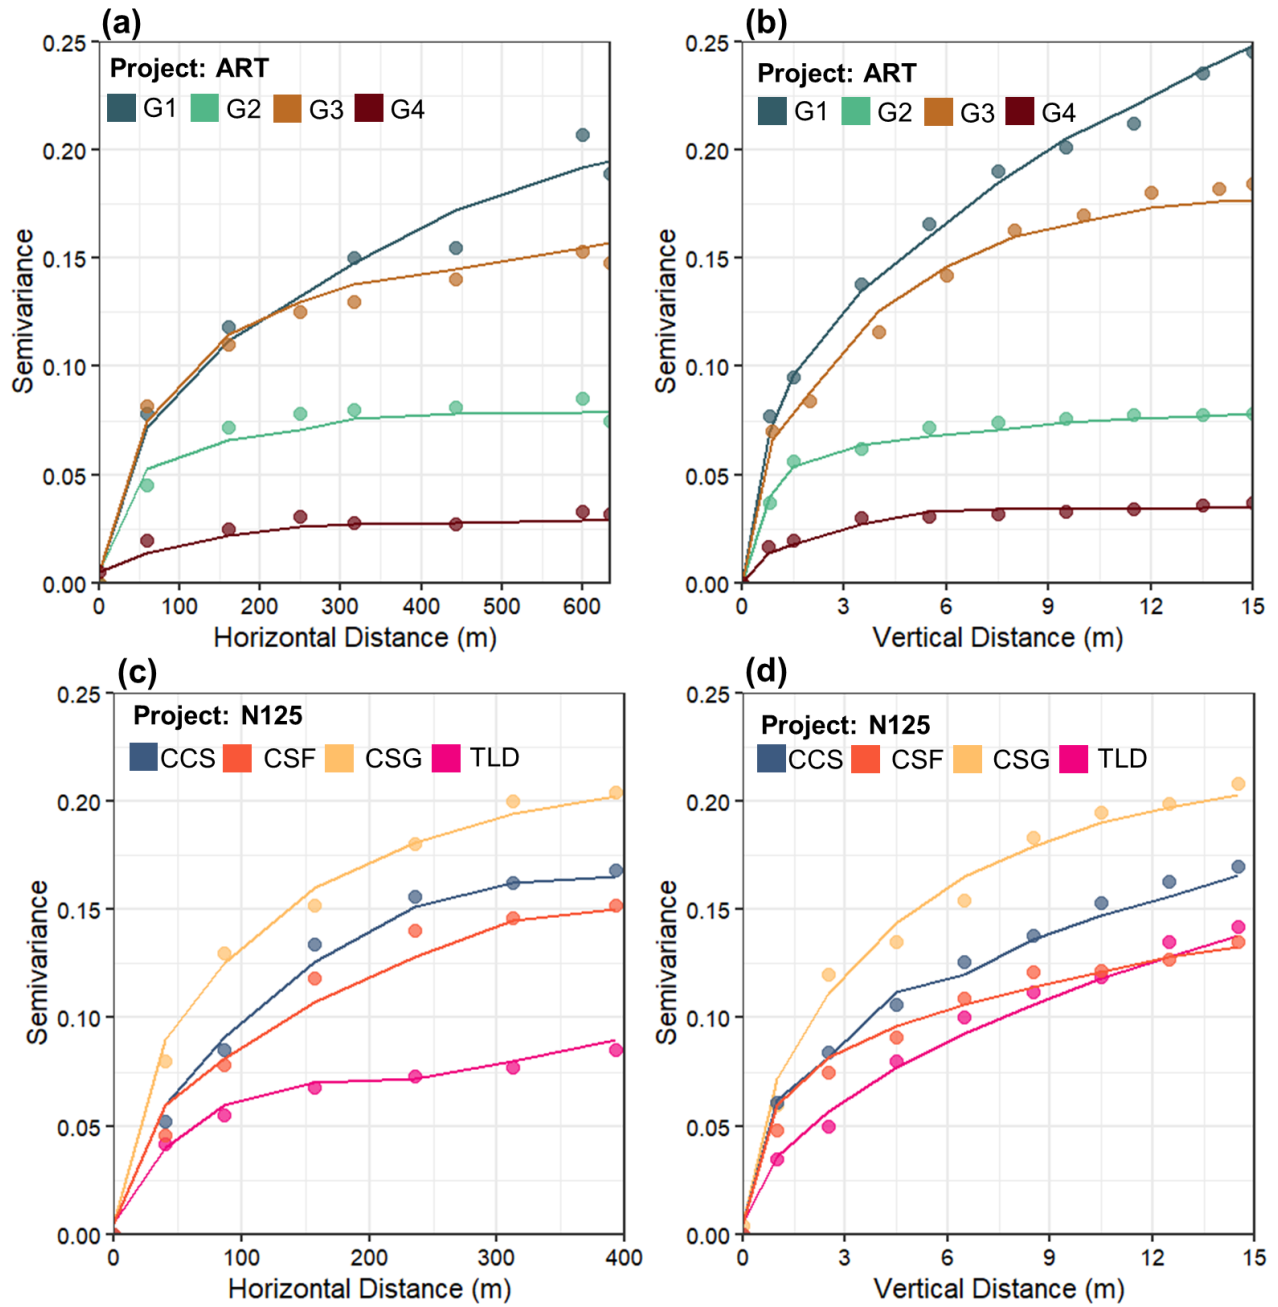 (a)
Project: ART
G1 G2 G3 G4
Semivariance
0.25
0.20
0.15
0.10
0.05
0.00
0 100 200 300 400 500 600
Horizontal Distance (m)
(b)
Project: ART
G1 G2 G3 G4
Semivariance
0.25
0.20
0.15
0.10
0.05
0.00
0 3 6 9 12 15
Vertical Distance (m)
(c)
Project: N125
CCS CSF CSG TLD
Semivariance
0.25
0.20
0.15
0.10
0.05
0.00
0 100 200 300 400
Horizontal Distance (m)
(d)
Project: N125
CCS CSF CSG TLD
Semivariance
0.25
0.20
0.15
0.10
0.05
0.00
0 3 6 9 12 15
Vertical Distance (m)